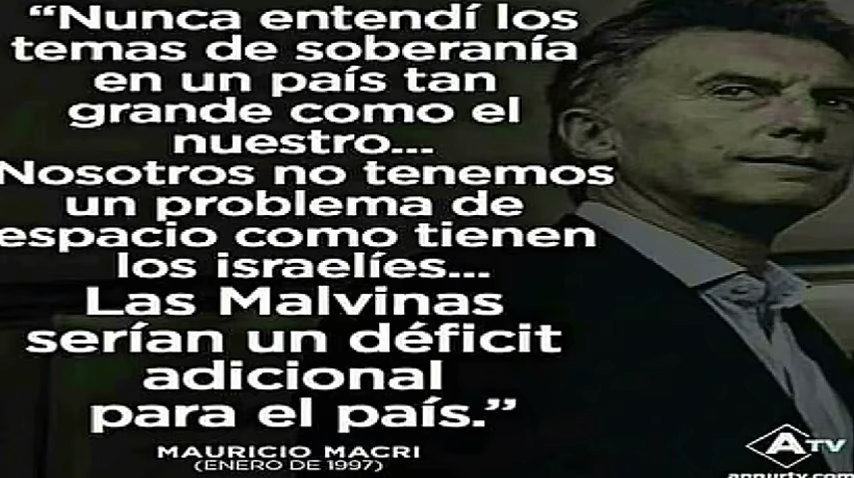 “Nunca entendí los
temas de soberanía
en un país tan
grande como el
nuestro...
Nosotros no tenemos
un problema de
espacio como tienen
los israelíes...
Las Malvinas
serían un déficit
adicional
para el país.”
MAURICIO MACRI
(ENERO DE 1997)
ATV